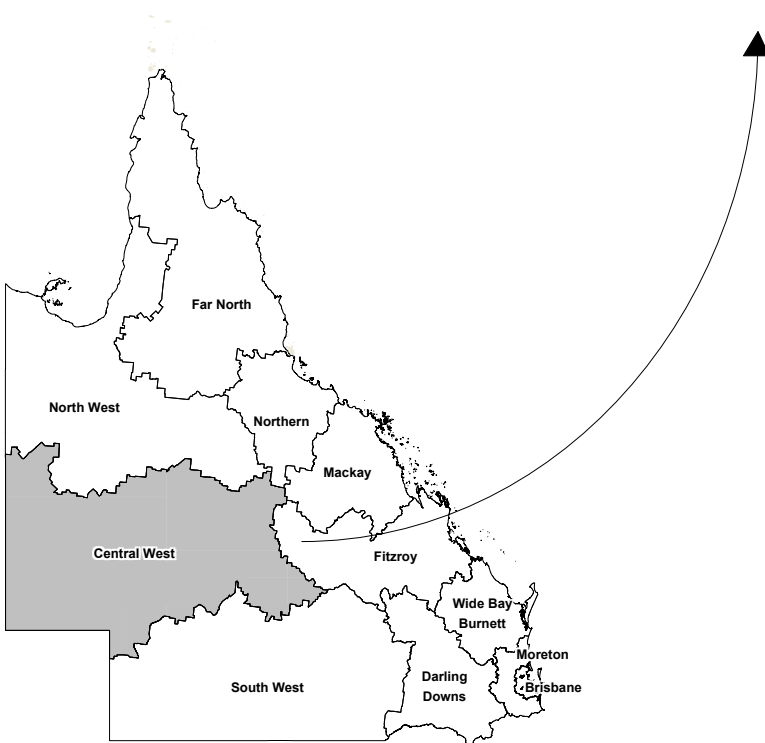 Far North
North West
Northern
Mackay
Central West
Fitzroy
Wide Bay
Burnett
Moreton
Darling
Downs
South West
Brisbane